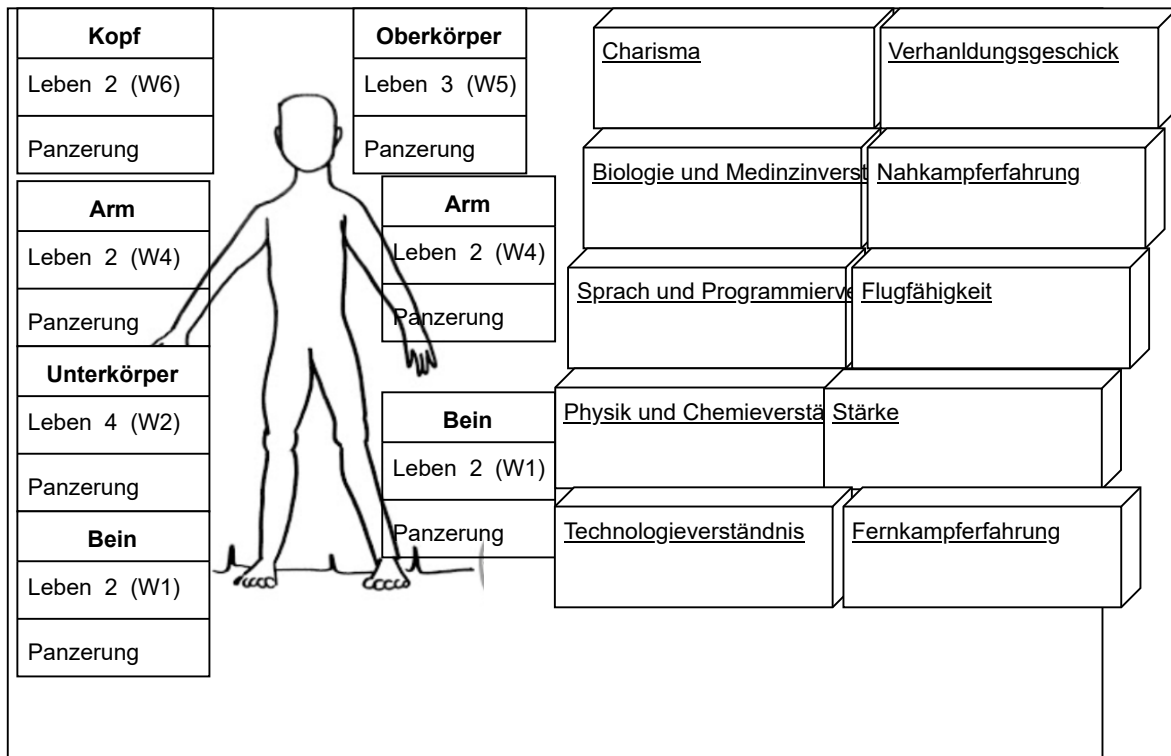 Kopf
Leben 2 (W6)
Panzerung
Oberkörper
Leben 3 (W5)
Panzerung
Arm
Leben 2 (W4)
Panzerung
Arm
Leben 2 (W4)
Panzerung
Unterkörper
Leben 4 (W2)
Panzerung
Bein
Leben 2 (W1)
Panzerung
Bein
Leben 2 (W1)
Panzerung
Charisma
Verhanldungsgeschick
Biologie und Medinzinverst
Nahkampferfahrung
Sprach und Programmierve
Flugfähigkeit
Physik und Chemieverstä
Stärke
Technologieverständnis
Fernkampferfahrung